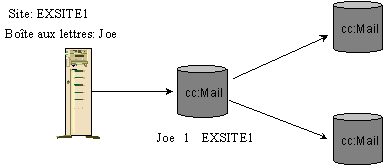 Site: EXSITE1
Boîte aux lettres: Joe
cc:Mail
cc:Mail
cc:Mail
Joe 1 EXSITE1